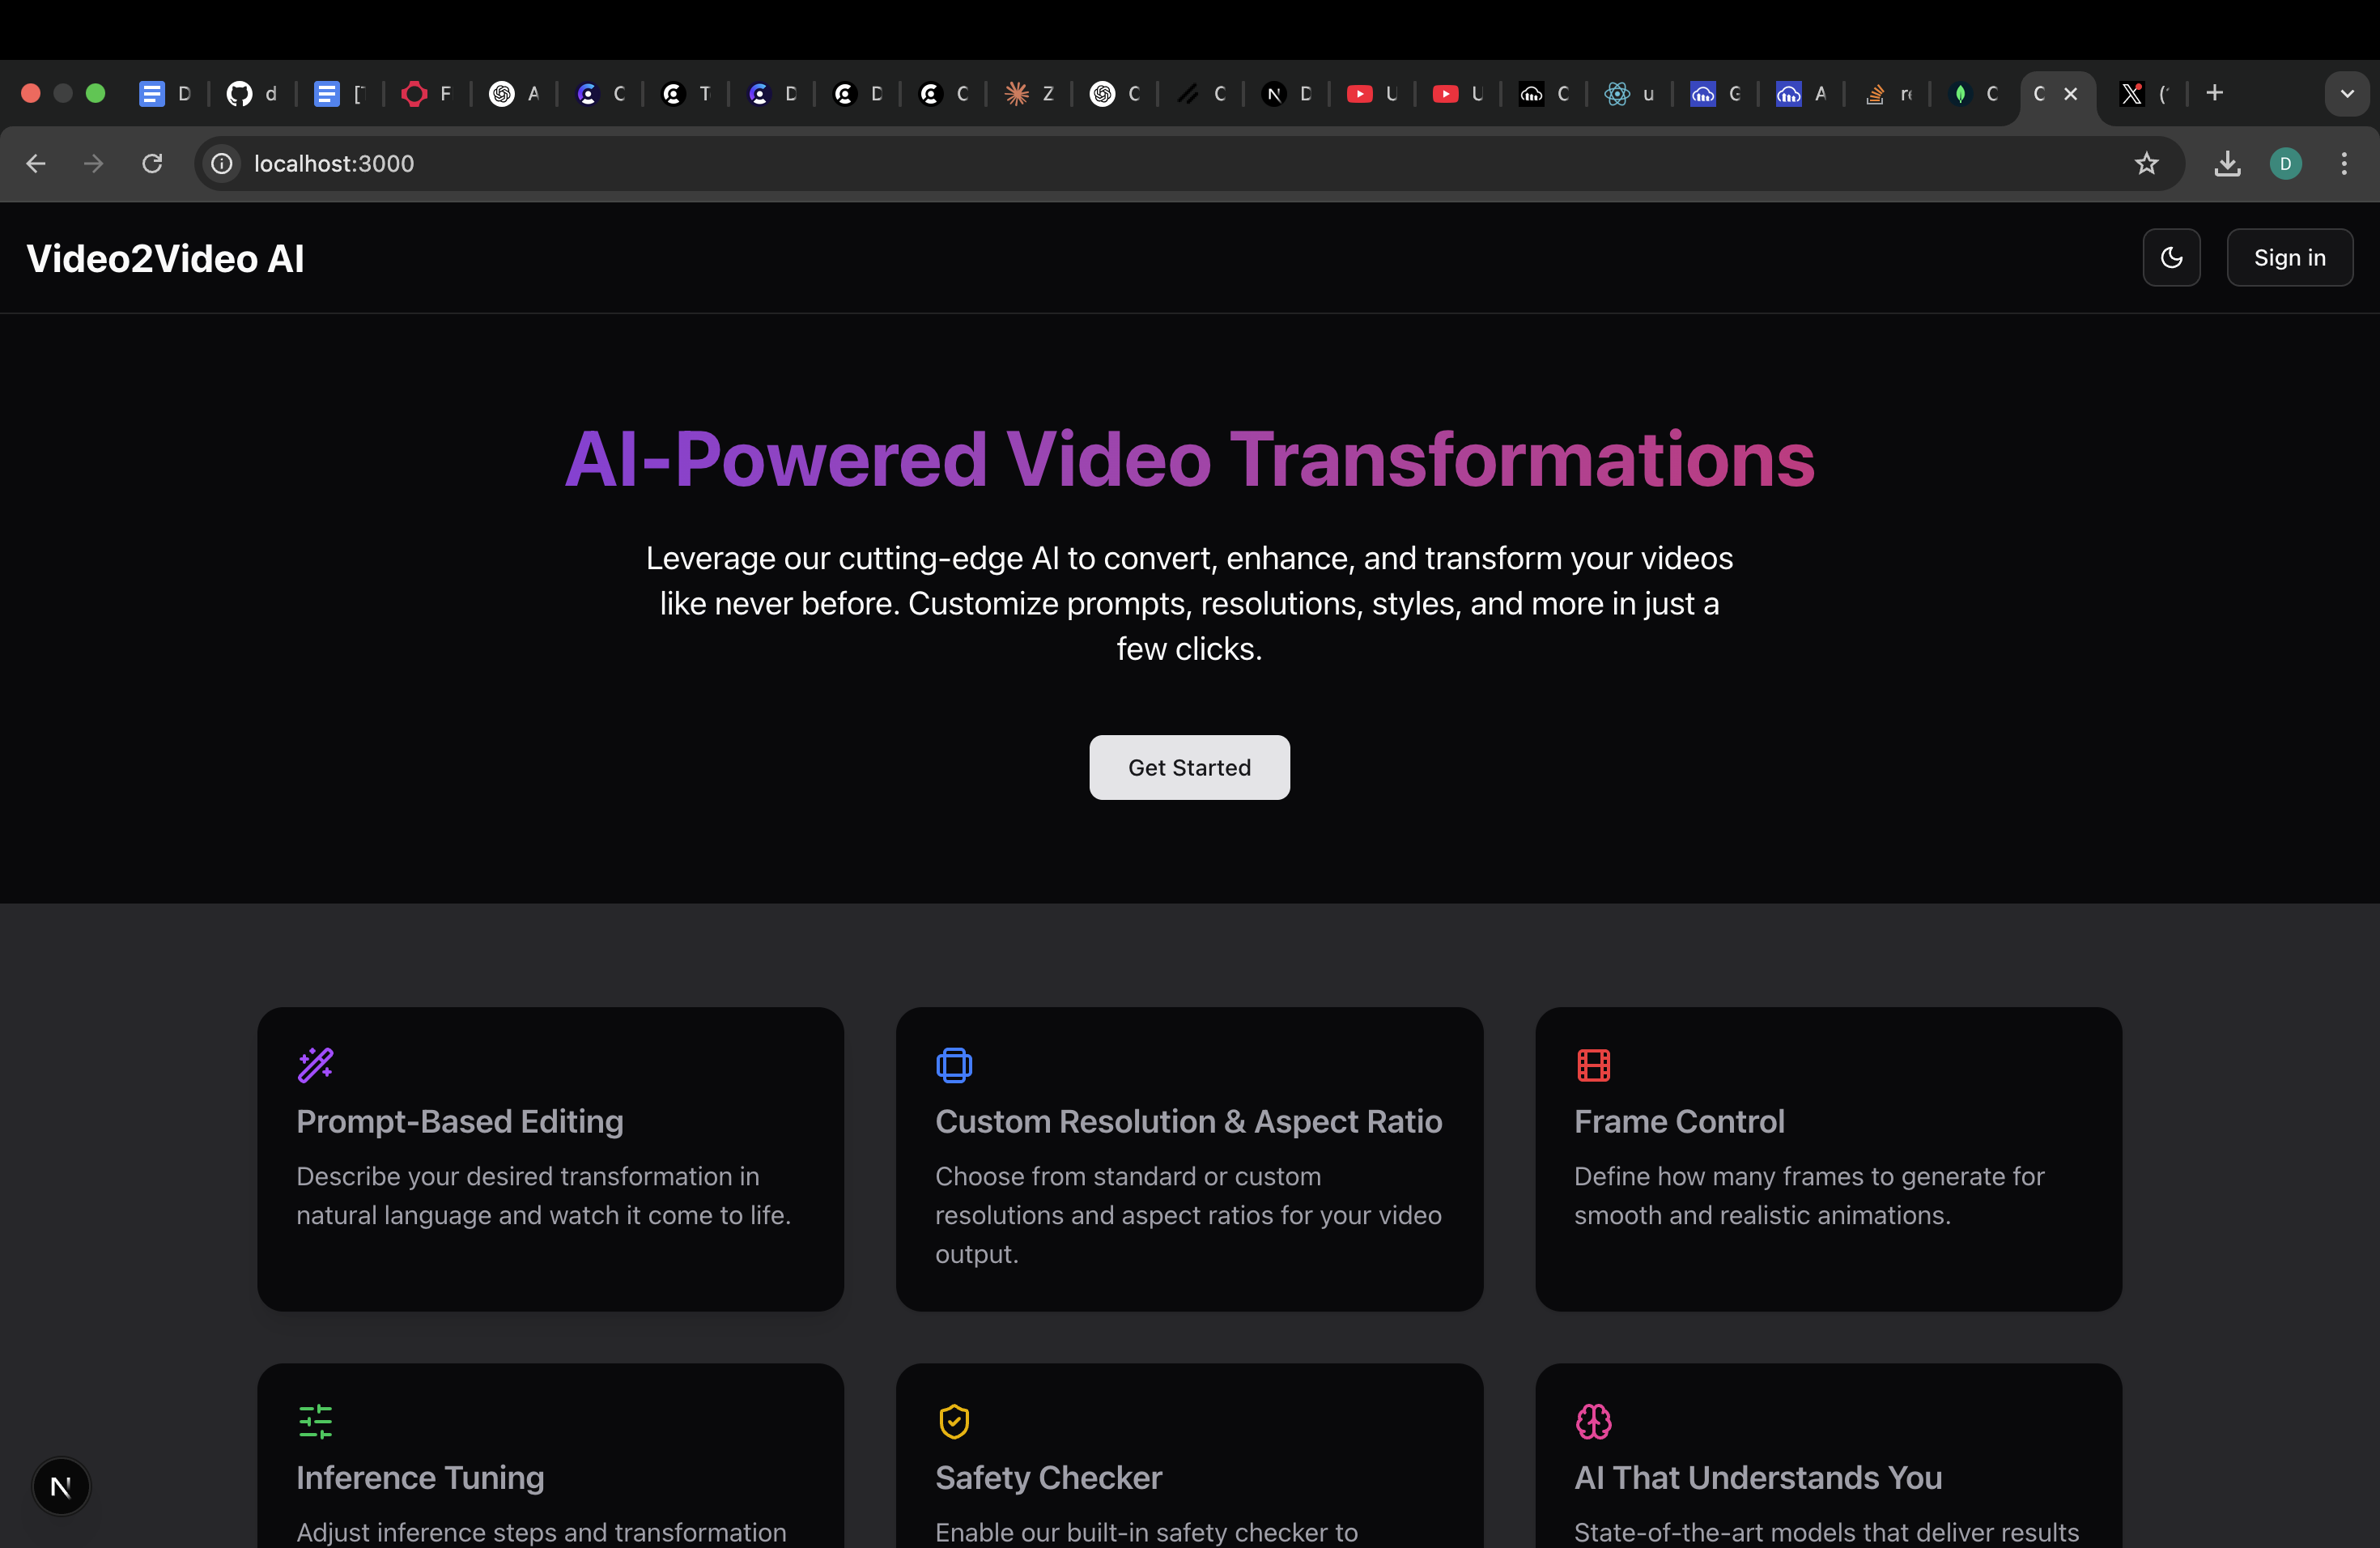 D d [ F A C T D D C Z C C D U U C u G A r C C (
localhost:3000
D
Video2Video AI
Sign in
AI-Powered Video Transformations
Leverage our cutting-edge AI to convert, enhance, and transform your videos
like never before. Customize prompts, resolutions, styles, and more in just a
few clicks.
Get Started
Prompt-Based Editing
Describe your desired transformation in
natural language and watch it come to life.
Custom Resolution & Aspect Ratio
Choose from standard or custom
resolutions and aspect ratios for your video
output.
Frame Control
Define how many frames to generate for
smooth and realistic animations.
Inference Tuning
Adjust inference steps and transformation
Safety Checker
Enable our built-in safety checker to
AI That Understands You
State-of-the-art models that deliver results
N